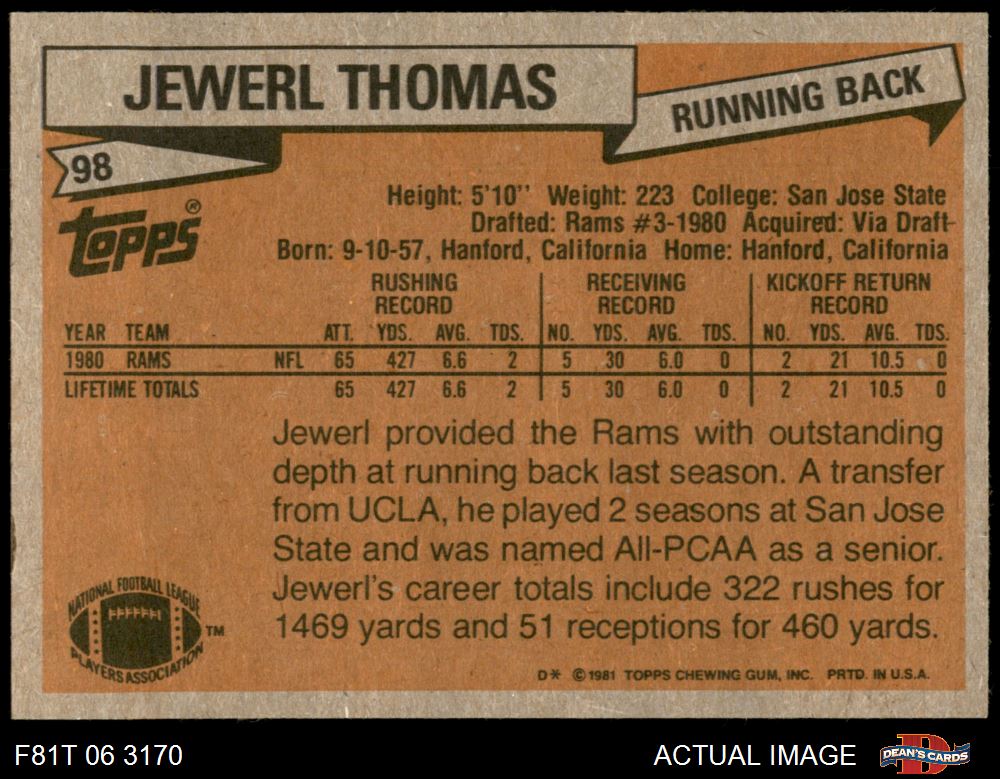 JEWERL THOMAS
RUNNING BACK
98
topps®
Height: 5'10'' Weight: 223 College: San Jose State
Drafted: Rams #3-1980 Acquired: Via Draft
Born: 9-10-57, Hanford, California Home: Hanford, California
RUSHING RECORD RECEIVING RECORD KICKOFF RETURN RECORD
YEAR TEAM ATT. YDS. AVG. TDS. NO. YDS. AVG. TDS. NO. YDS. AVG. TDS.
1980 RAMS NFL 65 427 6.6 2 5 30 6.0 0 2 21 10.5 0
LIFETIME TOTALS 65 427 6.6 2 5 30 6.0 0 2 21 10.5 0
Jewerl provided the Rams with outstanding
depth at running back last season. A transfer
from UCLA, he played 2 seasons at San Jose
State and was named All-PCAA as a senior.
Jewerl's career totals include 322 rushes for
1469 yards and 51 receptions for 460 yards.
NATIONAL FOOTBALL LEAGUE
PLAYERS ASSOCIATION
TM
D* © 1981 TOPPS CHEWING GUM, INC. PRTD. IN U.S.A.
F81T 06 3170
ACTUAL IMAGE
DEAN'S CARDS